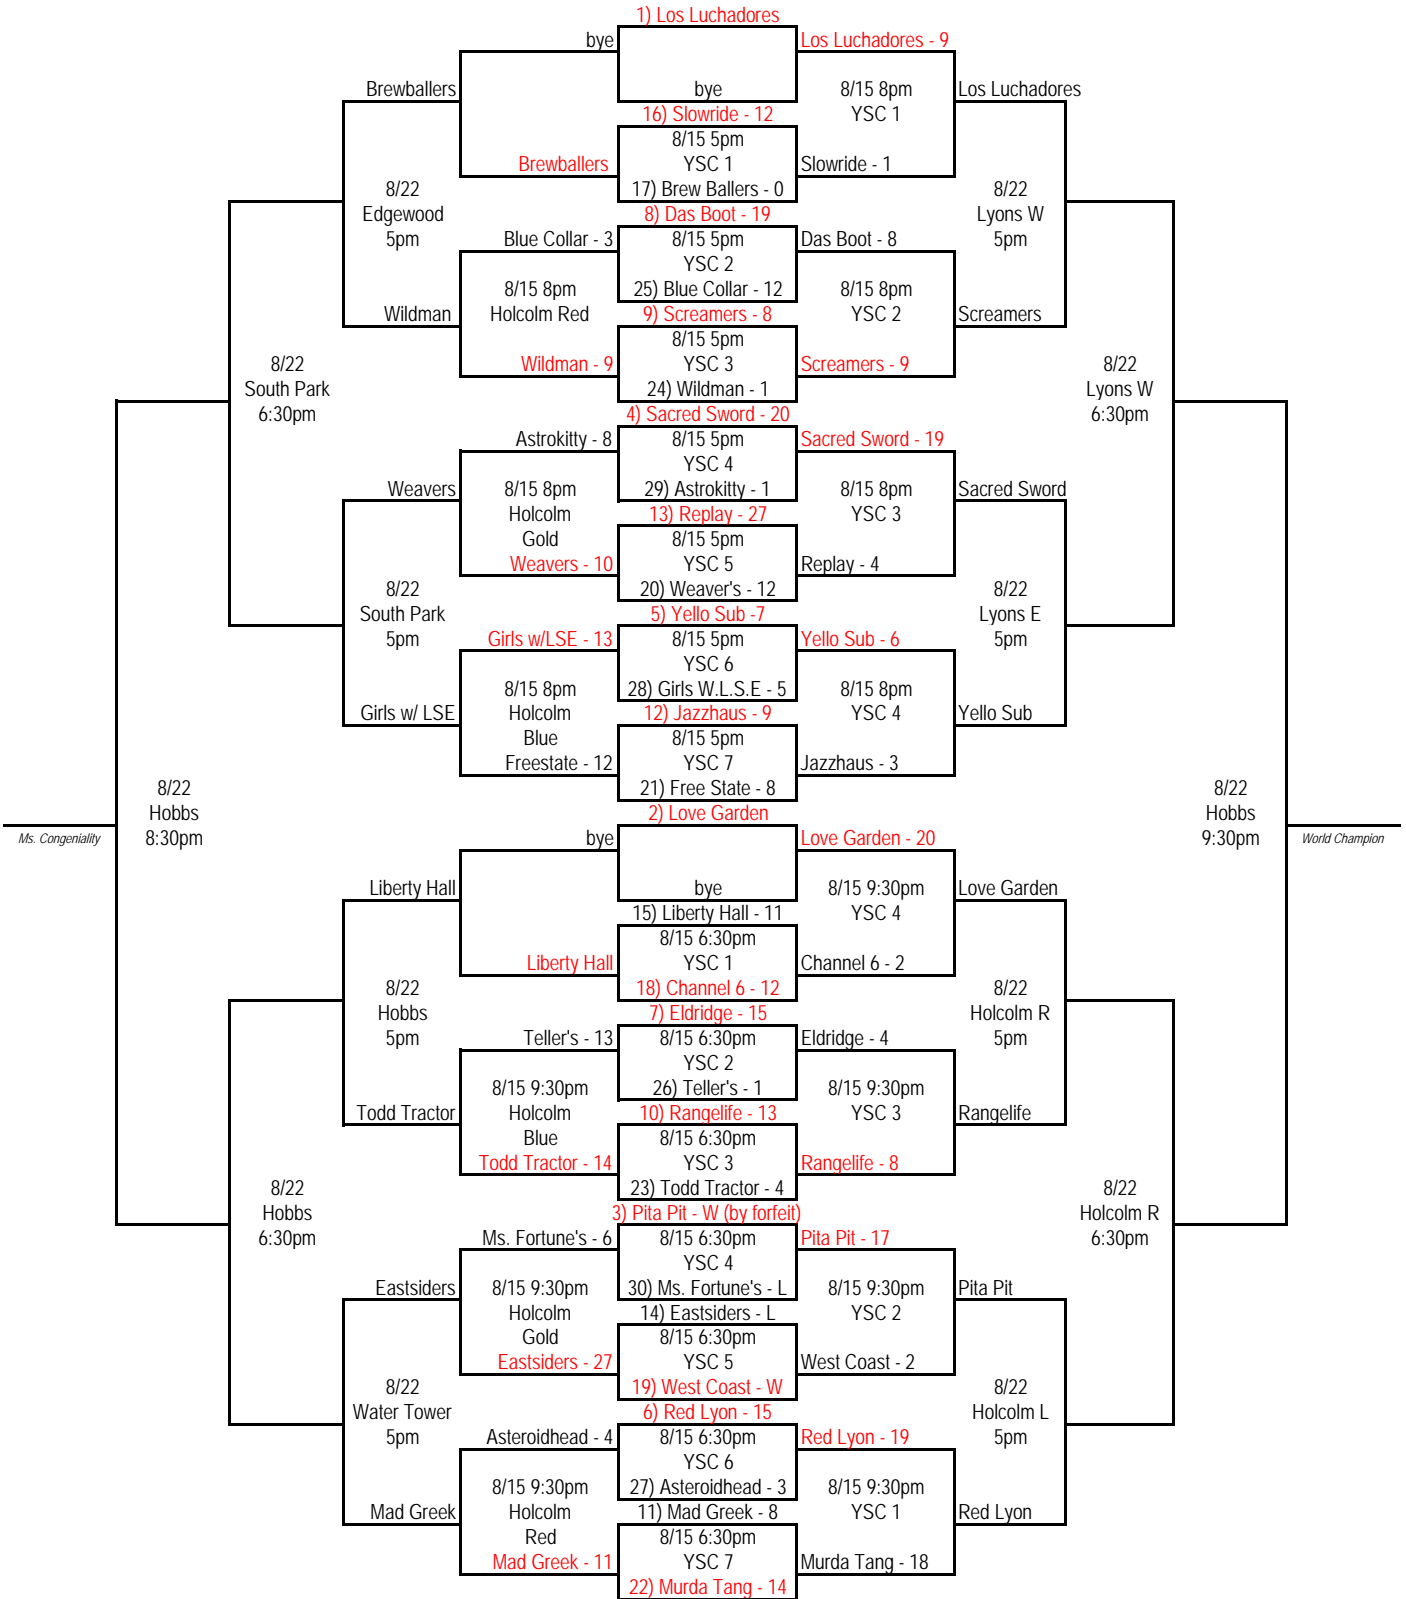 1) Los Luchadores
bye
Los Luchadores - 9
Brewballers
bye
8/15 8pm
YSC 1
Los Luchadores
16) Slowride - 12
8/15 5pm
YSC 1
17) Brew Ballers - 0
Brewballers
Slowride - 1
8/22
Edgewood
5pm
8/22
Lyons W
5pm
8) Das Boot - 19
Blue Collar - 3
8/15 5pm
YSC 2
25) Blue Collar - 12
Das Boot - 8
8/15 8pm
Holcolm Red
8/15 8pm
YSC 2
Wildman
9) Screamers - 8
Screamers
8/15 5pm
YSC 3
24) Wildman - 1
Wildman - 9
Screamers - 9
8/22
South Park
6:30pm
8/22
Lyons W
6:30pm
4) Sacred Sword - 20
Astrokitty - 8
8/15 5pm
YSC 4
29) Astrokitty - 1
Sacred Sword - 19
Weavers
8/15 8pm
Holcolm
Gold
8/15 8pm
YSC 3
Sacred Sword
13) Replay - 27
8/15 5pm
YSC 5
20) Weaver's - 12
Weavers - 10
Replay - 4
8/22
South Park
5pm
8/22
Lyons E
5pm
5) Yello Sub -7
Girls w/LSE - 13
8/15 5pm
YSC 6
28) Girls W.L.S.E - 5
Yello Sub - 6
8/15 8pm
Holcolm
Blue
8/15 8pm
YSC 4
Girls w/ LSE
12) Jazzhaus - 9
Yello Sub
8/15 5pm
YSC 7
21) Free State - 8
Freestate - 12
Jazzhaus - 3
8/22
Hobbs
8:30pm
8/22
Hobbs
9:30pm
Ms. Congeniality
World Champion
2) Love Garden
bye
Love Garden - 20
Liberty Hall
bye
8/15 9:30pm
YSC 4
Love Garden
15) Liberty Hall - 11
8/15 6:30pm
YSC 1
18) Channel 6 - 12
Liberty Hall
Channel 6 - 2
8/22
Hobbs
5pm
8/22
Holcolm R
5pm
7) Eldridge - 15
Teller's - 13
8/15 6:30pm
YSC 2
26) Teller's - 1
Eldridge - 4
8/15 9:30pm
Holcolm
Blue
8/15 9:30pm
YSC 3
Todd Tractor
10) Rangelife - 13
Rangelife
8/15 6:30pm
YSC 3
23) Todd Tractor - 4
Todd Tractor - 14
Rangelife - 8
8/22
Hobbs
6:30pm
8/22
Holcolm R
6:30pm
3) Pita Pit - W (by forfeit)
Ms. Fortune's - 6
8/15 6:30pm
YSC 4
30) Ms. Fortune's - L
Pita Pit - 17
Eastsiders
8/15 9:30pm
Holcolm
Gold
8/15 9:30pm
YSC 2
Pita Pit
14) Eastsiders - L
8/15 6:30pm
YSC 5
19) West Coast - W
Eastsiders - 27
West Coast - 2
8/22
Water Tower
5pm
8/22
Holcolm L
5pm
6) Red Lyon - 15
Asteroidhead - 4
8/15 6:30pm
YSC 6
27) Asteroidhead - 3
Red Lyon - 19
8/15 9:30pm
Holcolm
Red
8/15 9:30pm
YSC 1
Mad Greek
11) Mad Greek - 8
Red Lyon
8/15 6:30pm
YSC 7
22) Murda Tang - 14
Mad Greek - 11
Murda Tang - 18